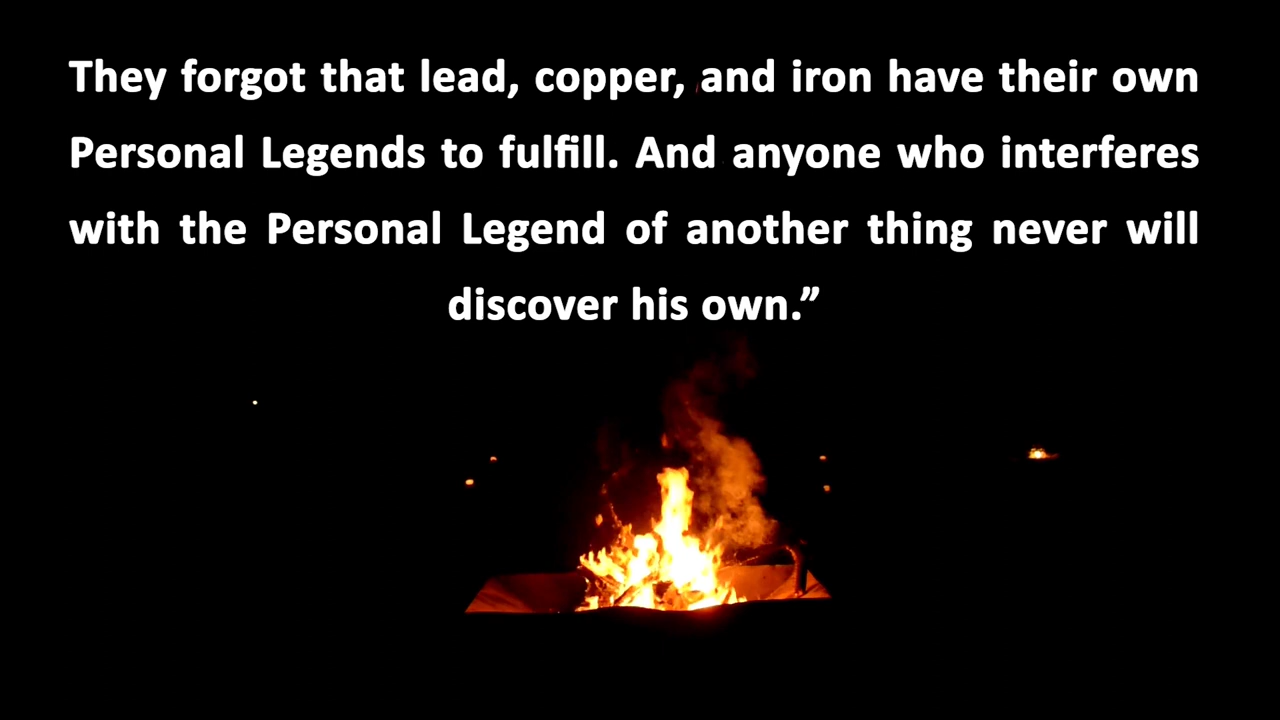 They forgot that lead, copper, and iron have their own
Personal Legends to fulfill. And anyone who interferes
with the Personal Legend of another thing never will
discover his own.”